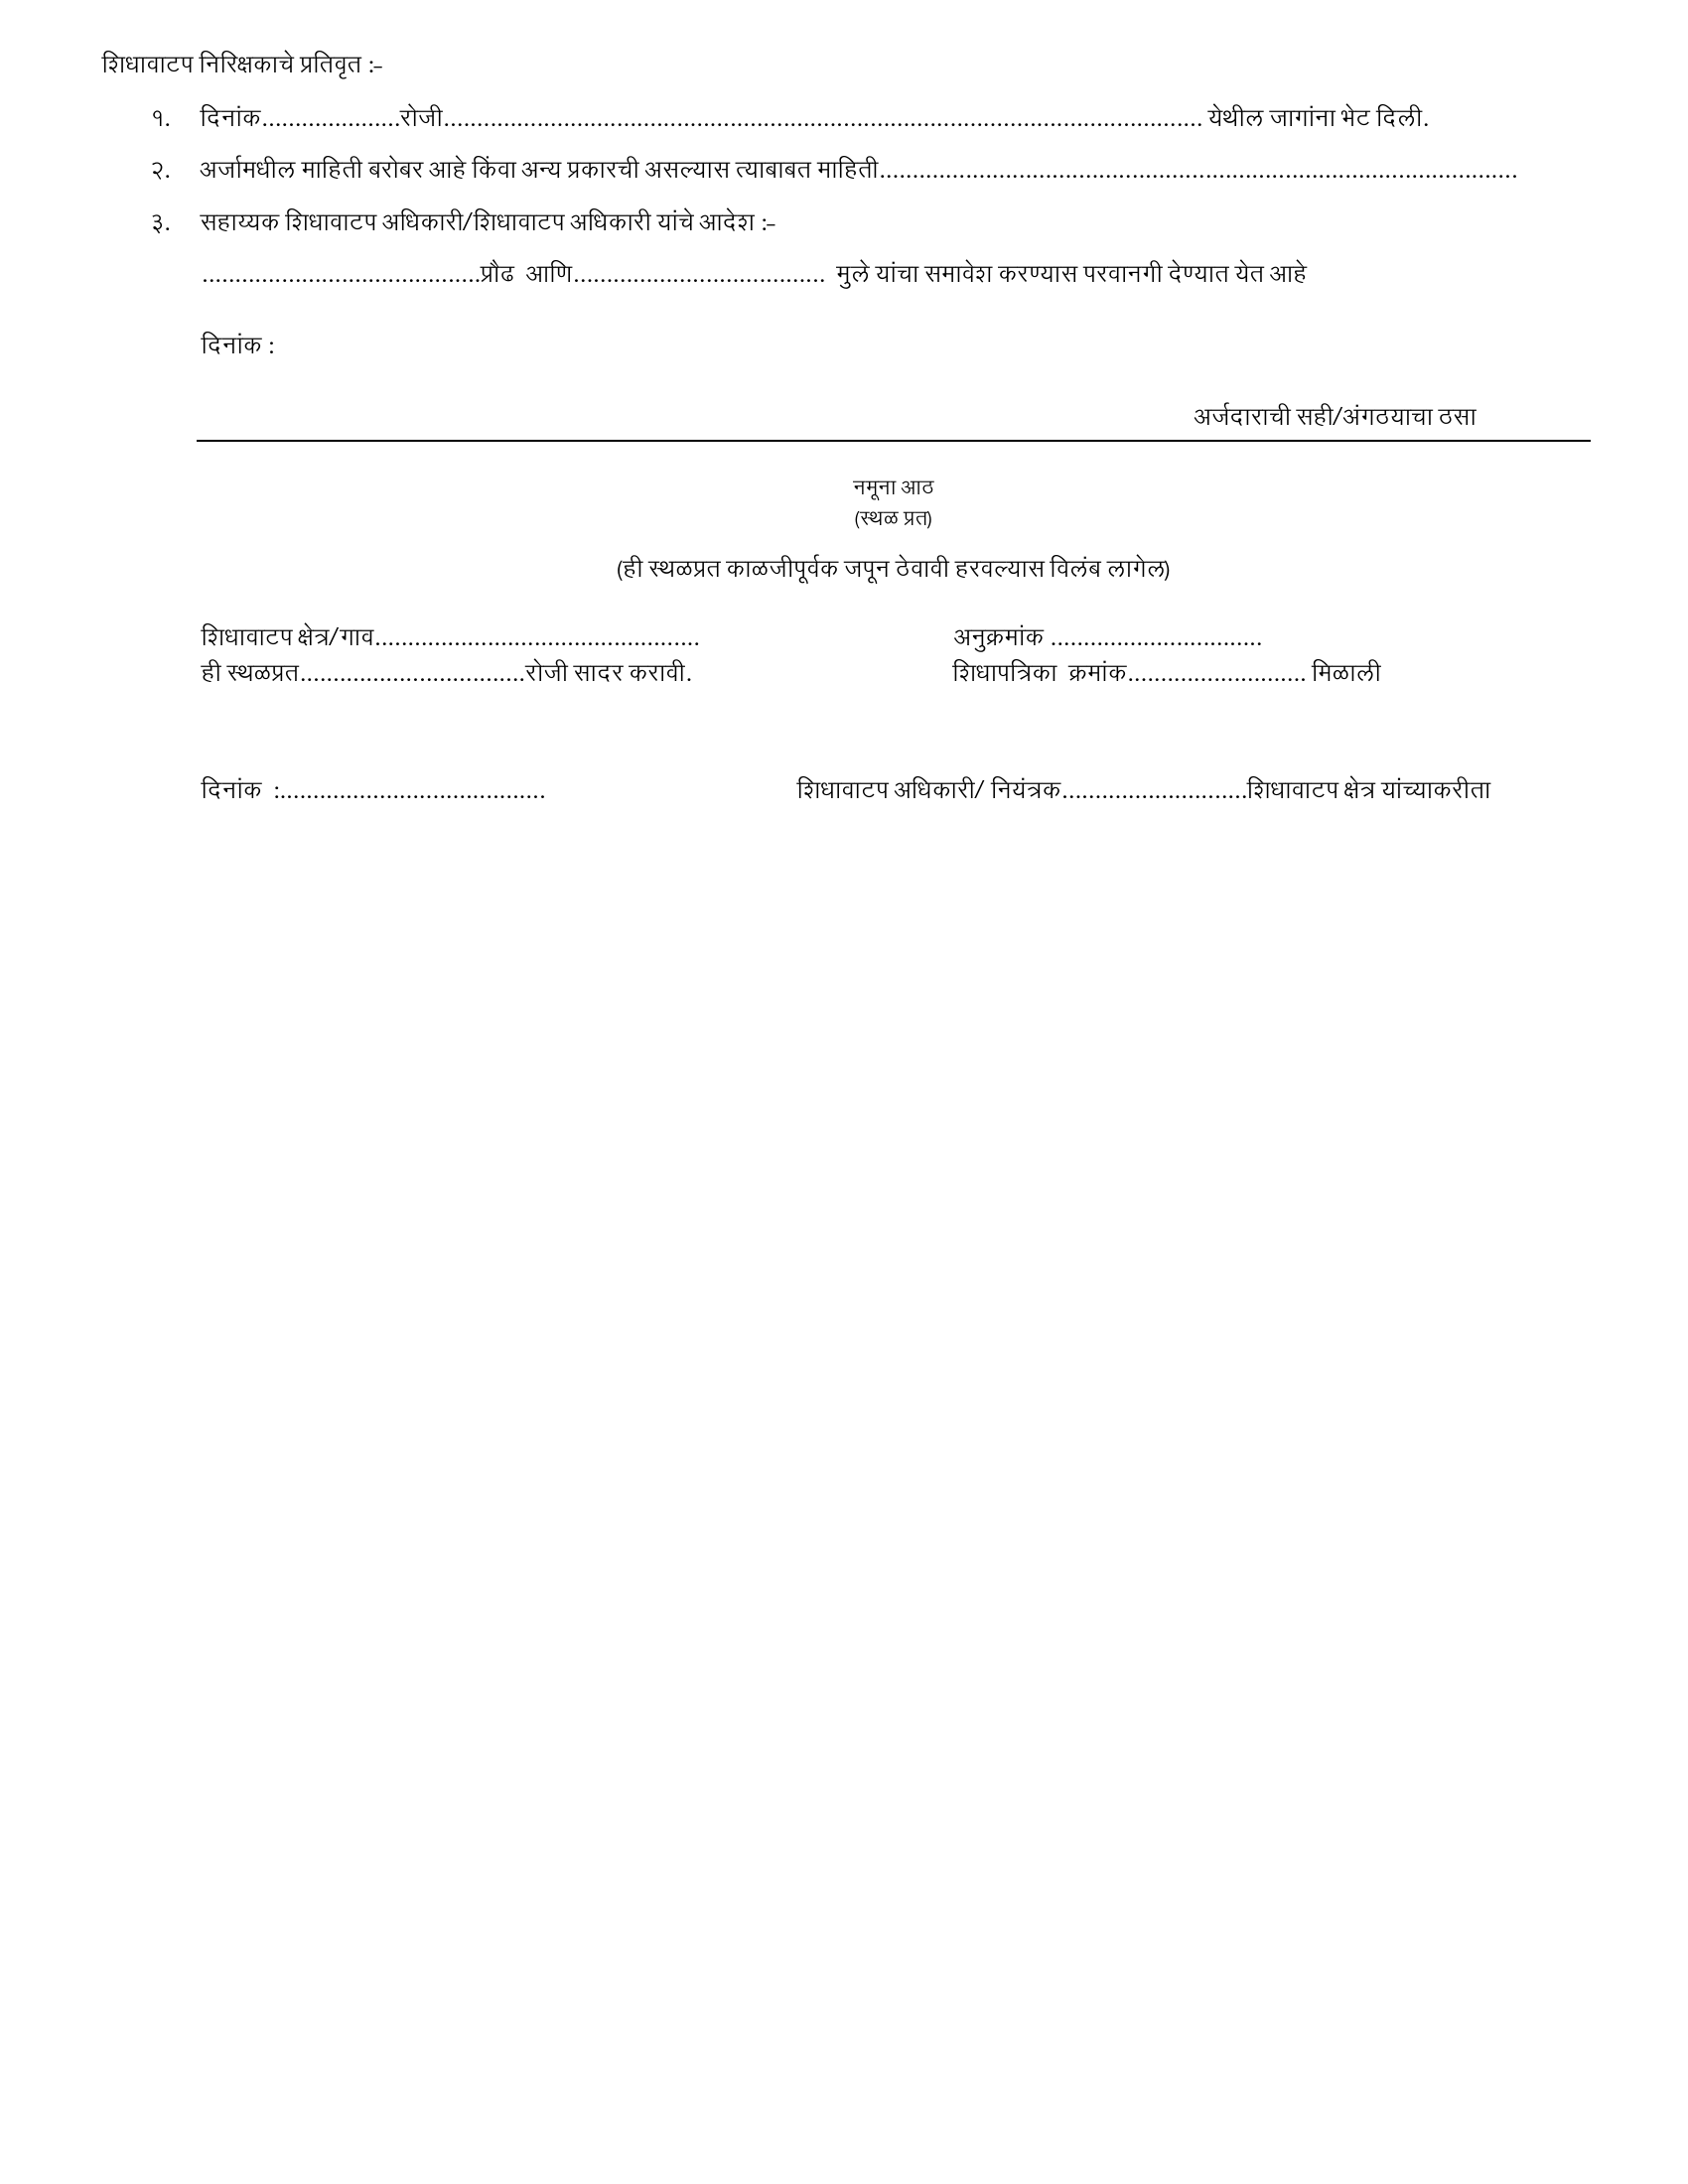 शिधावाटप निरिक्षकाचे प्रतिवृत :-
१. दिनांक.....................रोजी.................................................................................................................. येथील जागांना भेट दिली.
२. अर्जामधील माहिती बरोबर आहे किंवा अन्य प्रकारची असल्यास त्याबाबत माहिती................................................................................................
३. सहाय्यक शिधावाटप अधिकारी/शिधावाटप अधिकारी यांचे आदेश :-
..........................................प्रौढ आणि...................................... मुले यांचा समावेश करण्यास परवानगी देण्यात येत आहे
दिनांक :
अर्जदाराची सही/अंगठयाचा ठसा
नमूना आठ
(स्थळ प्रत)
(ही स्थळप्रत काळजीपूर्वक जपून ठेवावी हरवल्यास विलंब लागेल)
शिधावाटप क्षेत्र/गाव................................................. अनुक्रमांक ................................
ही स्थळप्रत..................................रोजी सादर करावी. शिधापत्रिका क्रमांक........................... मिळाली
दिनांक :........................................ शिधावाटप अधिकारी/ नियंत्रक............................शिधावाटप क्षेत्र यांच्याकरीता